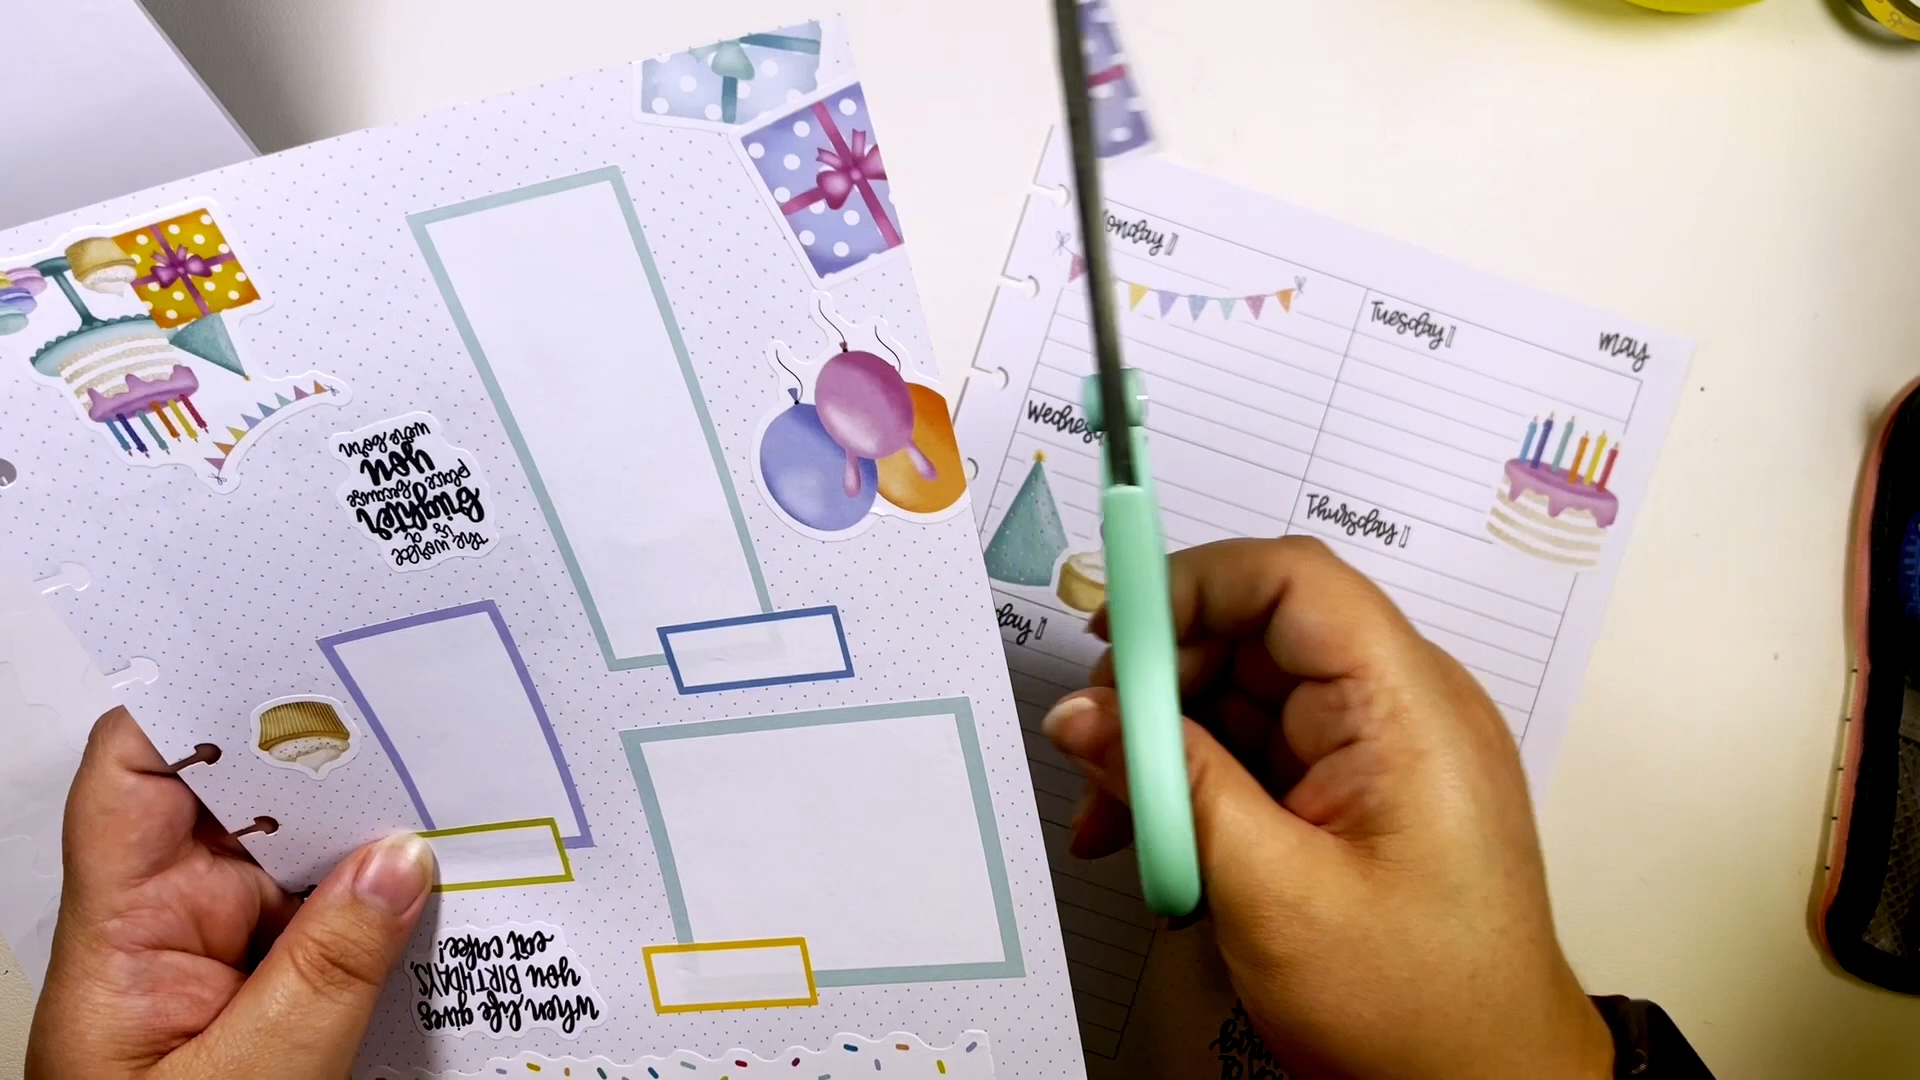 the world
is a
brighter
place because
you
were born
when life gives
you BIRTHDAYS,
eat cake!
Monday
Tuesday
may
Thursday